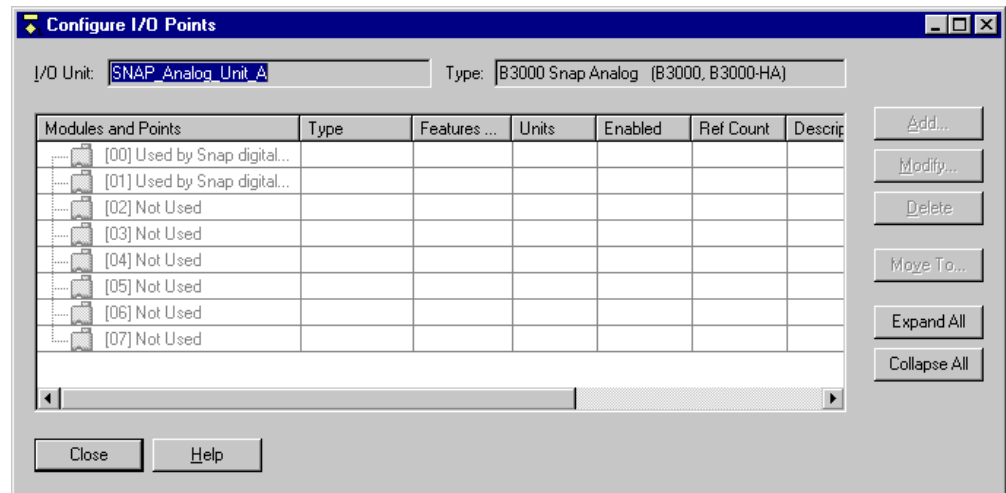 Configure I/O Points
I/O Unit: SNAP_Analog_Unit_A Type: B3000 Snap Analog (B3000, B3000-HA)
Modules and Points Type Features ... Units Enabled Ref Count Descrip
[00] Used by Snap digital...
[01] Used by Snap digital...
[02] Not Used
[03] Not Used
[04] Not Used
[05] Not Used
[06] Not Used
[07] Not Used
Add...
Modify...
Delete
Move To...
Expand All
Collapse All
Close Help